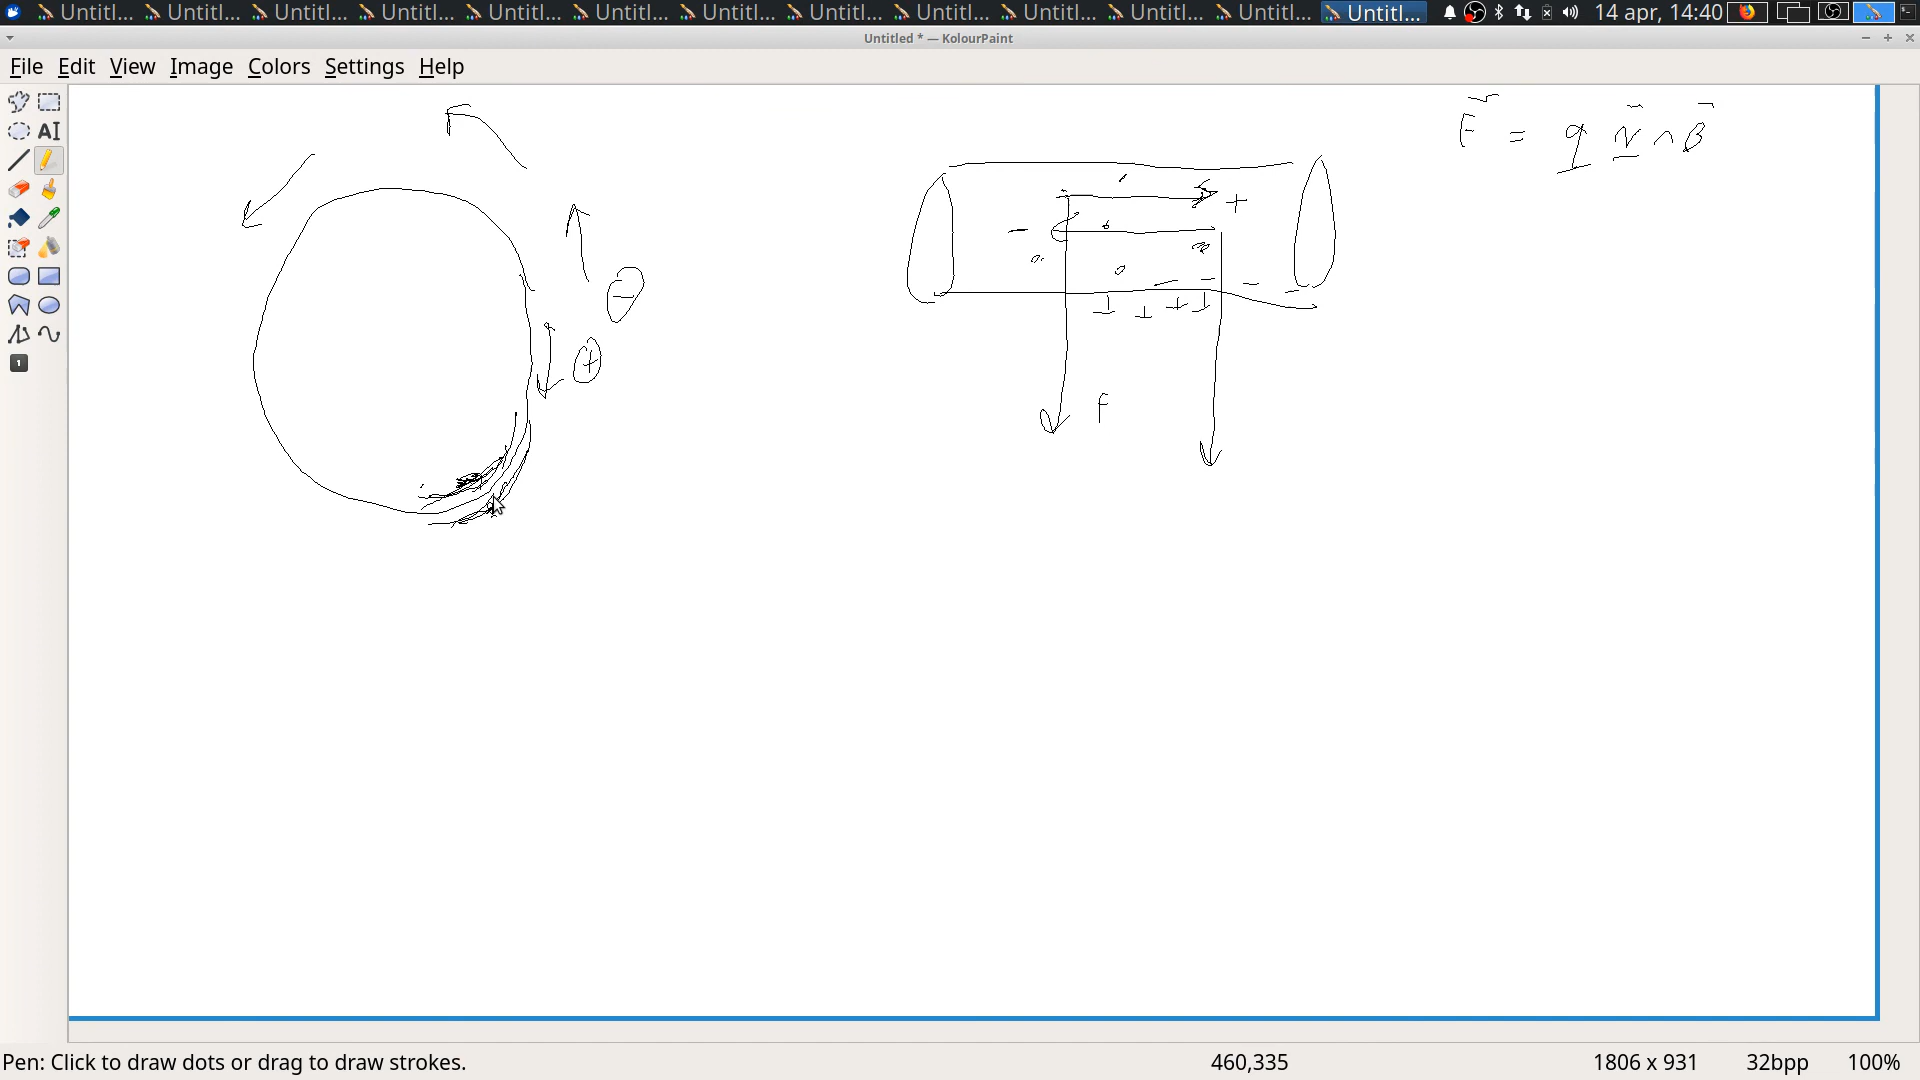 Untitl... Untitl... Untitl... Untitl... Untitl... Untitl... Untitl... Untitl... Untitl... Untitl... Untitl... Untitl... Untitl... 14 apr, 14:40
Untitled * — KolourPaint
File Edit View Image Colors Settings Help
F = q v ∧ B
+
-
-
+
- - - -
+ + + +
F
AI
1
Pen: Click to draw dots or drag to draw strokes. 460,335 1806 x 931 32bpp 100%